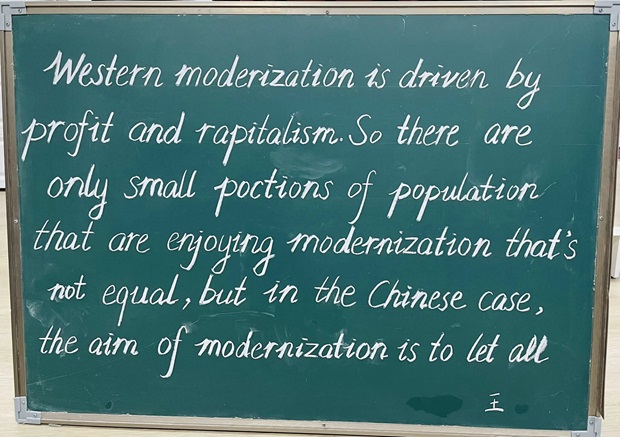 Western moderization is driven by
profit and rapitalism. So there are
only small poctions of population
that are enjoying modernization that's
not equal, but in the Chinese case,
the aim of modernization is to let all
王